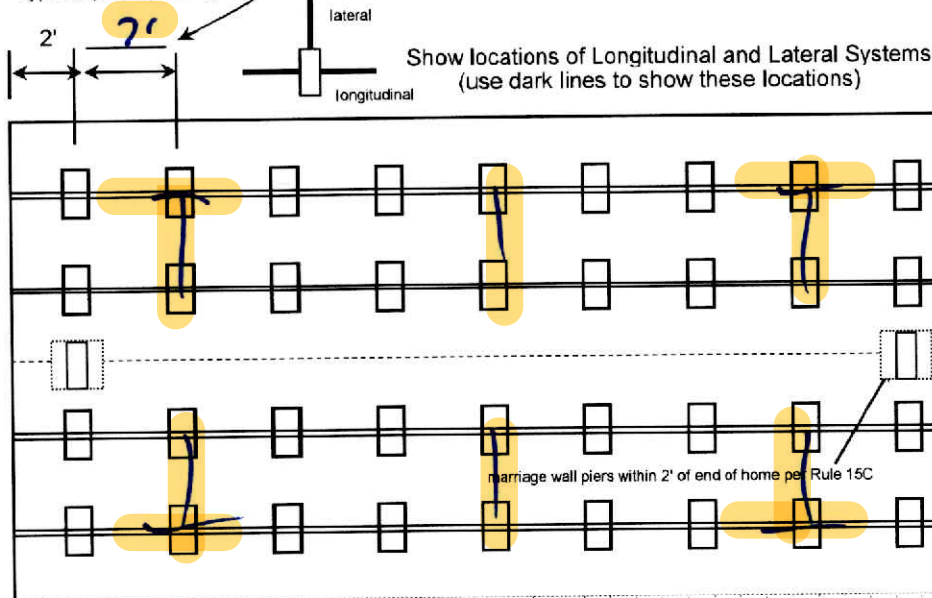 lateral
2'
7'
Show locations of Longitudinal and Lateral Systems
(use dark lines to show these locations)
longitudinal
marriage wall piers within 2' of end of home per Rule 15C